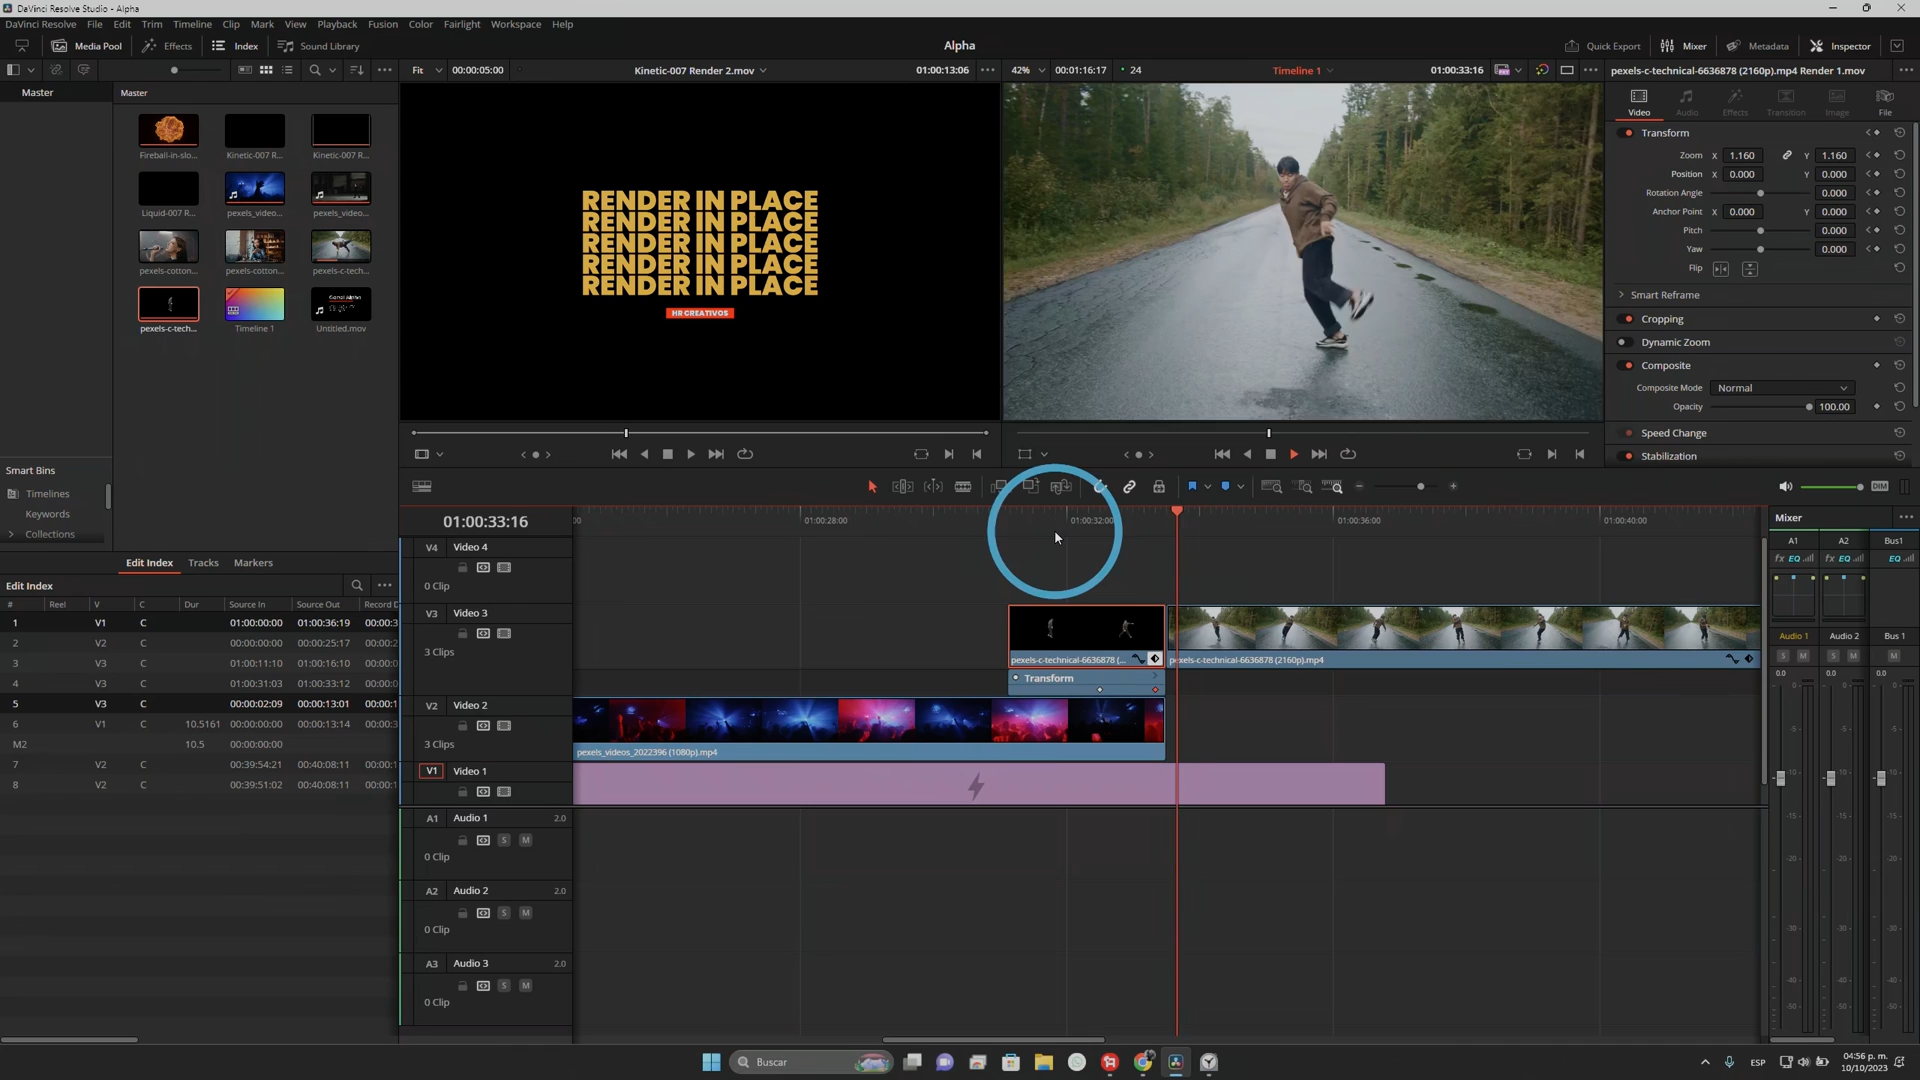 DaVinci Resolve Studio - Alpha
DaVinci Resolve File Edit Trim Timeline Clip Mark View Playback Fusion Color Fairlight Workspace Help
Media Pool Effects Index Sound Library Alpha Quick Export Mixer Metadata Inspector
Fit 00:00:05:00 Kinetic-007 Render 2.mov 01:00:13:06 42% 00:01:16:17 24 Timeline 1 01:00:33:16 pexels-c-technical-6636878 (2160p).mp4 Render 1.mov
Master Master
Video Audio Effects Transition Image File
Fireball-in-slo... Kinetic-007 R... Kinetic-007 R...
Liquid-007 R... pexels_video... pexels_video...
pexels-cotton... pexels-cotton... pexels-c-tech...
pexels-c-tech... Timeline 1 Untitled.mov
RENDER IN PLACE
RENDER IN PLACE
RENDER IN PLACE
RENDER IN PLACE
RENDER IN PLACE
HR CREATIVOS
Transform
Zoom X 1.160 Y 1.160
Position X 0.000 Y 0.000
Rotation Angle 0.000
Anchor Point X 0.000 Y 0.000
Pitch 0.000
Yaw 0.000
Flip
Smart Reframe
Cropping
Dynamic Zoom
Composite
Composite Mode Normal
Opacity 100.00
Speed Change
Stabilization
Smart Bins
Timelines
Keywords
Collections
Edit Index Tracks Markers
Edit Index
# Reel V C Dur Source In Source Out Record
1 V1 C 01:00:00:00 01:00:36:19 00:00:3
2 V2 C 00:00:00:00 00:00:25:17 00:00:3
3 V3 C 01:00:11:10 01:00:16:10 00:00:
4 V3 C 01:00:31:03 01:00:33:12 00:00:
5 V3 C 00:00:02:09 00:00:13:01 00:00:1
6 V1 C 10.5161 00:00:00:00 00:00:13:14 00:00:3
M2 10.5 00:00:00:00
7 V2 C 00:39:54:21 00:40:08:11 00:00:1
8 V2 C 00:39:51:02 00:40:08:11 00:00:1
DIM
01:00:33:16 01:00:28:00 01:00:32:00 01:00:36:00 01:00:40:00
V4 Video 4
0 Clip
V3 Video 3
3 Clips
pexels-c-technical-6636878 (... pexels-c-technical-6636878 (2160p).mp4
Transform
V2 Video 2
3 Clips
pexels_videos_2022396 (1080p).mp4
V1 Video 1
A1 Audio 1 2.0
S M
0 Clip
A2 Audio 2 2.0
S M
0 Clip
A3 Audio 3 2.0
S M
0 Clip
Mixer
A1 A2 Bus1
fx EQ fx EQ EQ
Audio 1 Audio 2 Bus 1
S M S M M
0.0 0.0 0.0
Buscar
ESP
04:56 p. m.
10/10/2023